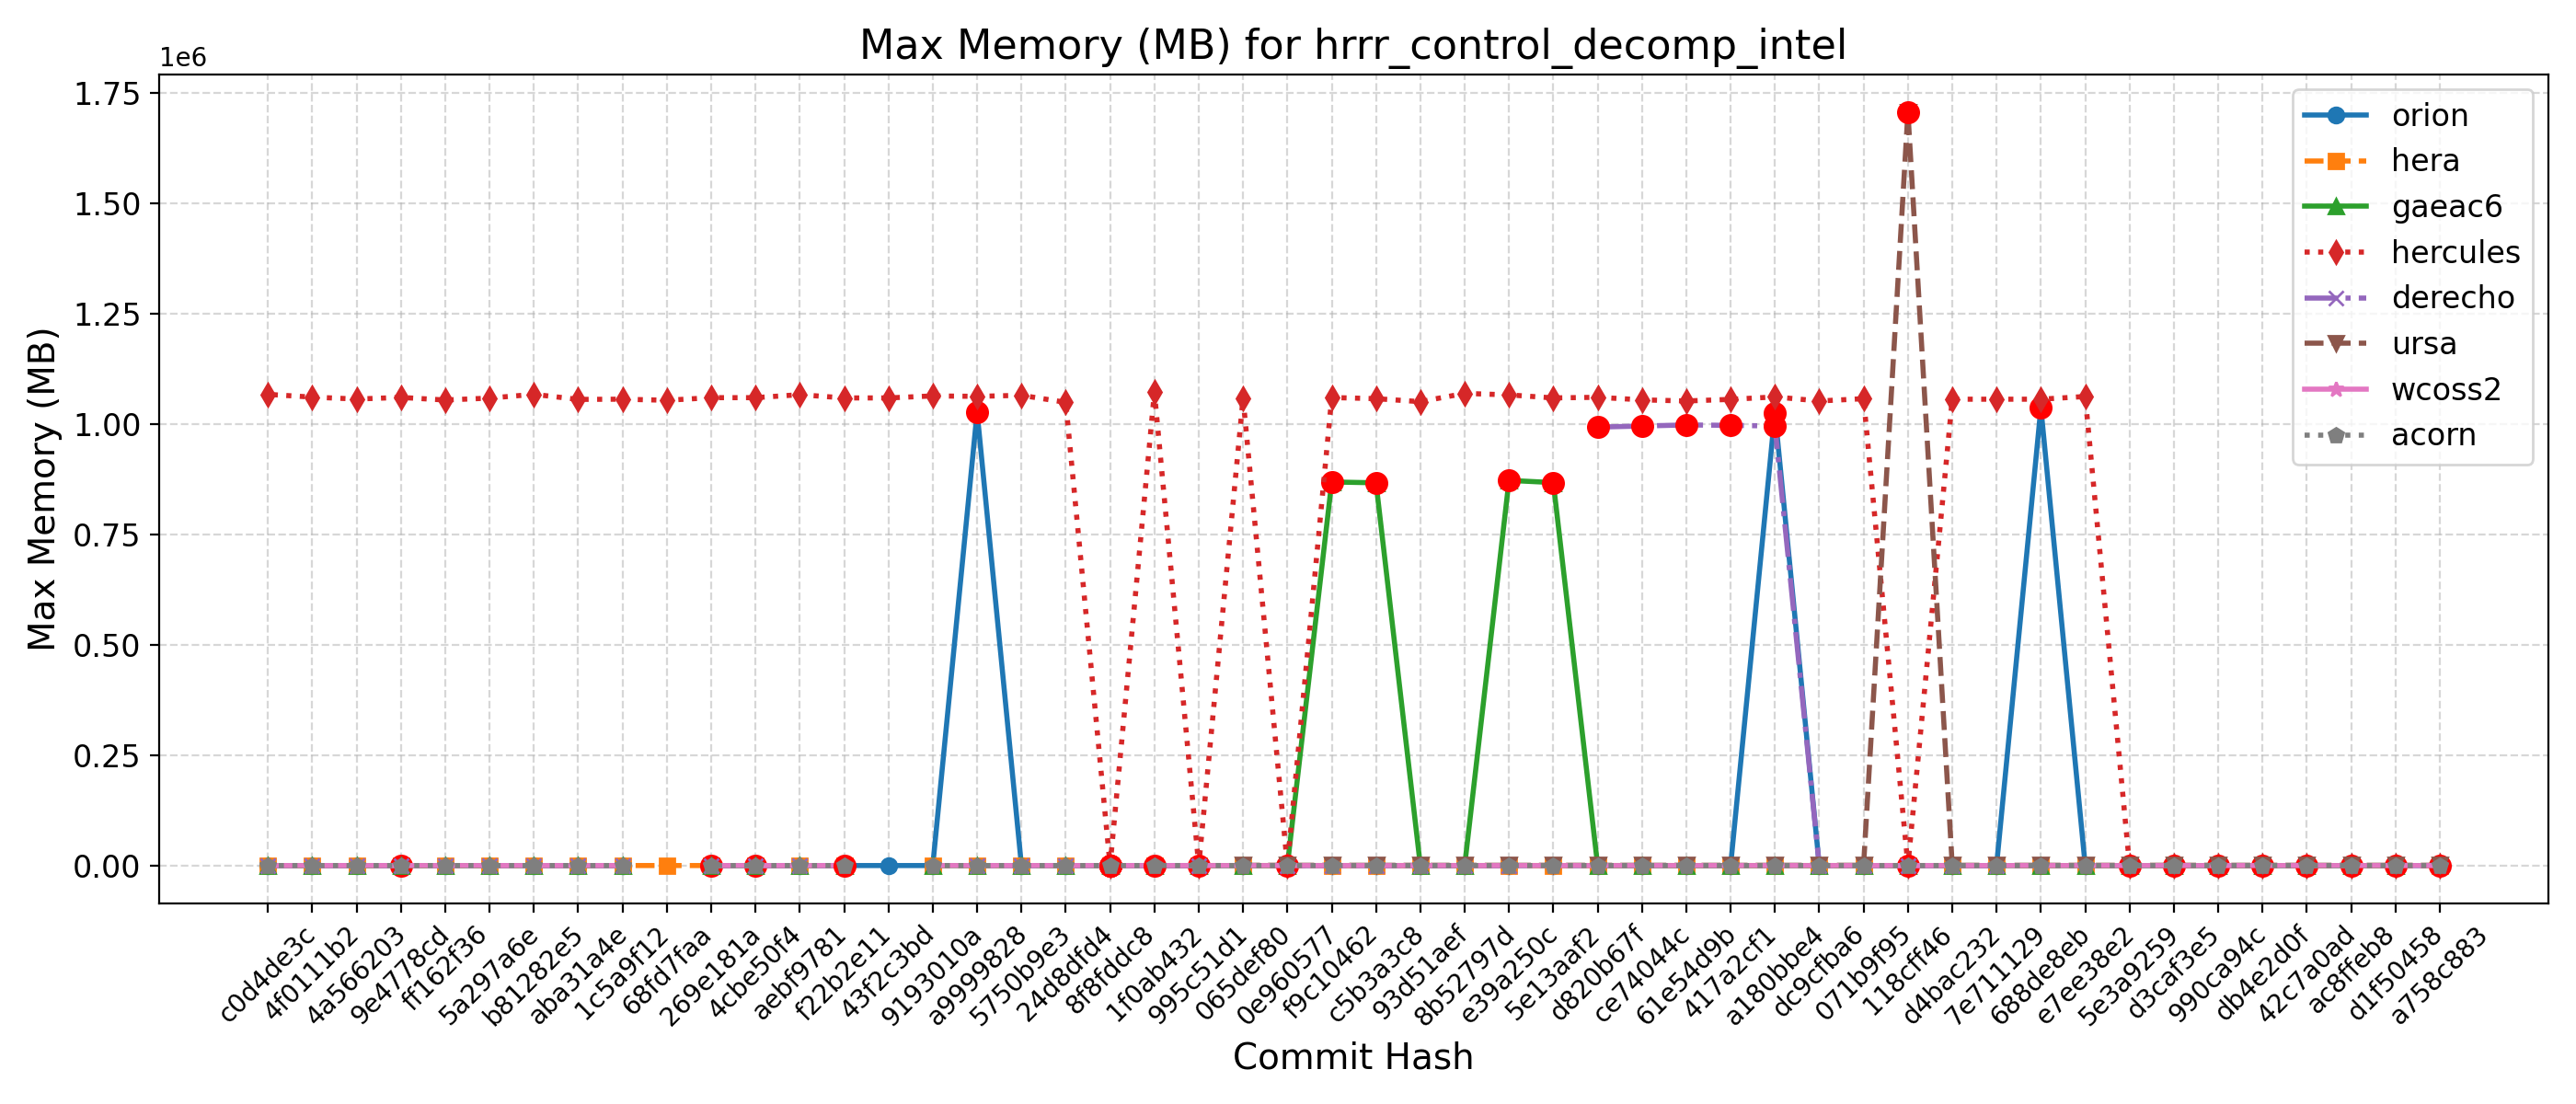 Max Memory (MB) for hrrr_control_decomp_intel
1e6
1.75
1.50
1.25
1.00
0.75
0.50
0.25
0.00
Max Memory (MB)
orion
hera
gaeac6
hercules
derecho
ursa
wcoss2
acorn
c0d4de3c
4f0111b2
4a566203
9e4778cd
ff162f36
5a297a6e
b81282e5
aba31a4e
1c5a9f12
68fd7faa
269e181a
4cbe50f4
aebf9781
f22b2e11
43f2c3bd
9193010a
a9999828
5750b9e3
24d8dfd4
8f8fddc8
1f0ab432
995c51d1
065def80
0e960577
f9c10462
c5b3a3c8
93d51aef
8b52797d
e39a250c
5e13aaf2
d820b67f
ce74044c
61e54d9b
417a2cf1
a180bbe4
dc9cfba6
071b9f95
118cff46
d4bac232
7e711129
688de8eb
e7ee38e2
5e3a9259
d3caf3e5
990ca94c
db4e2d0f
42c7a0ad
ac8ffeb8
d1f50458
a758c883
Commit Hash